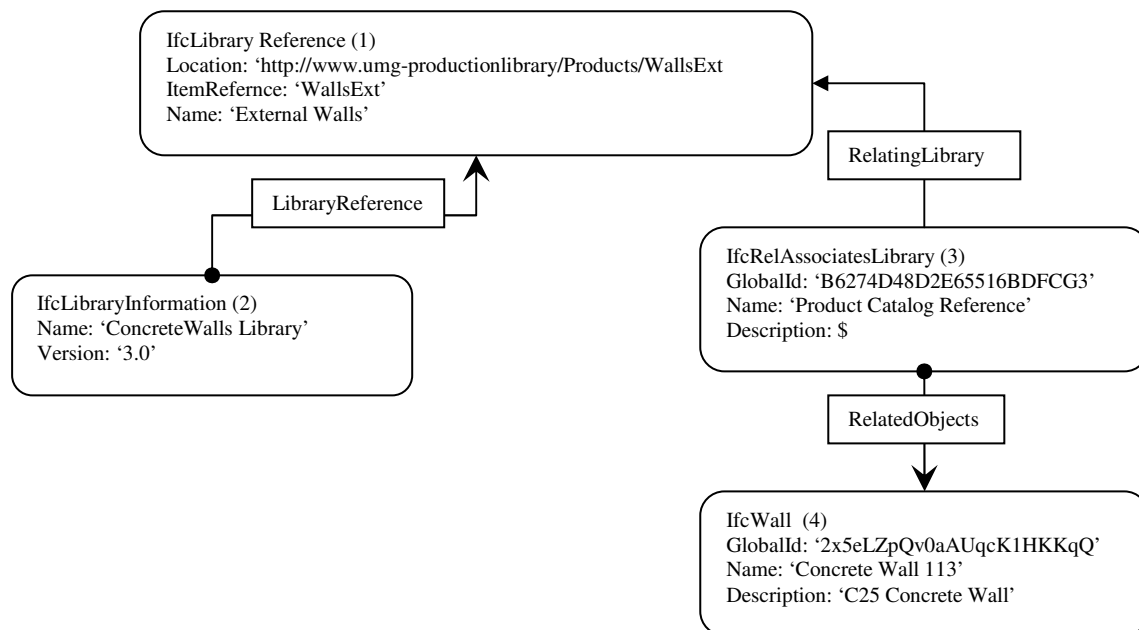 IfcLibrary Reference (1)
Location: ‘http://www.umg-productionlibrary/Products/WallsExt
ItemRefernce: ‘WallsExt’
Name: ‘External Walls’
RelatingLibrary
LibraryReference
IfcRelAssociatesLibrary (3)
GlobalId: ‘B6274D48D2E65516BDFCG3’
Name: ‘Product Catalog Reference’
Description: $
IfcLibraryInformation (2)
Name: ‘ConcreteWalls Library’
Version: ‘3.0’
RelatedObjects
IfcWall (4)
GlobalId: ‘2x5eLZpQv0aAUqcK1HKKqQ’
Name: ‘Concrete Wall 113’
Description: ‘C25 Concrete Wall’